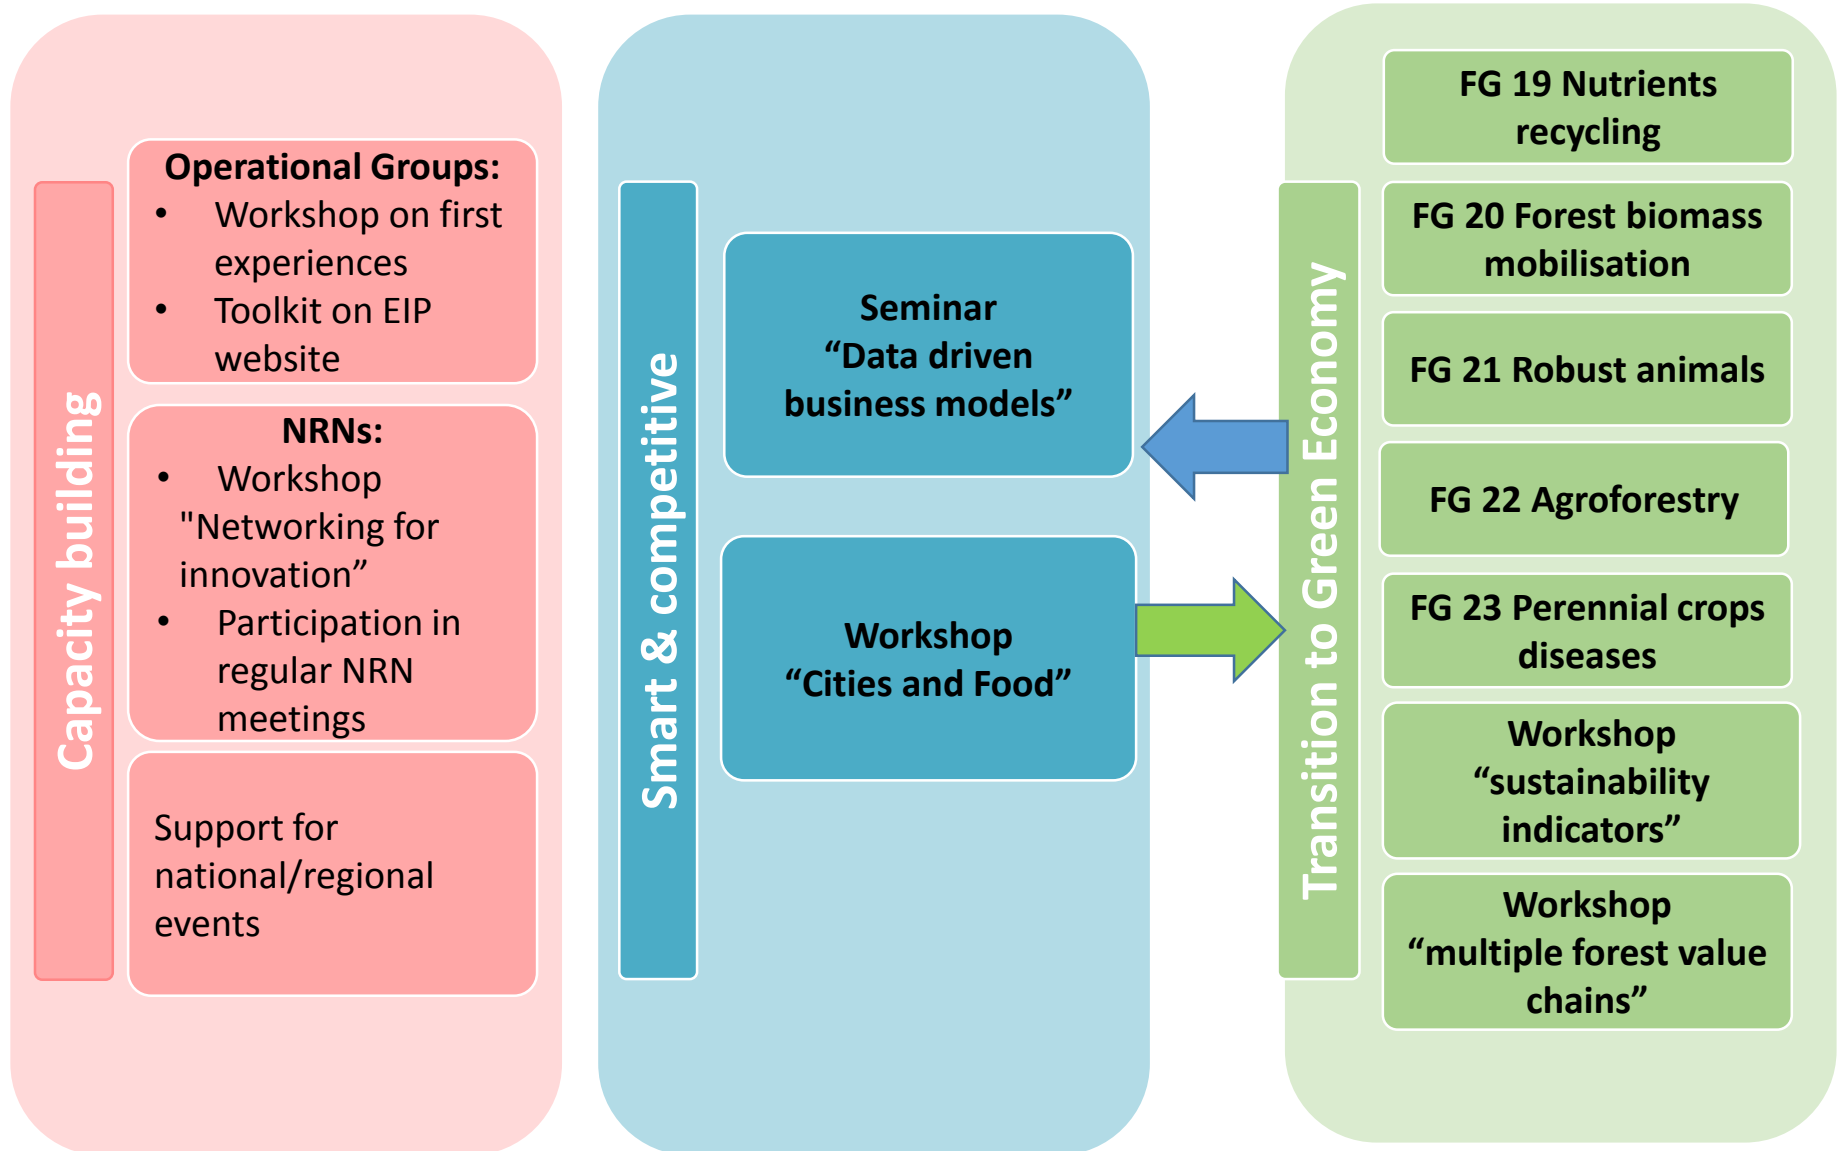 Capacity building
Operational Groups:
• Workshop on first
experiences
• Toolkit on EIP
website
NRNs:
• Workshop
"Networking for
innovation”
• Participation in
regular NRN
meetings
Support for
national/regional
events
Smart & competitive
Seminar
“Data driven
business models”
Workshop
“Cities and Food”
Transition to Green Economy
FG 19 Nutrients
recycling
FG 20 Forest biomass
mobilisation
FG 21 Robust animals
FG 22 Agroforestry
FG 23 Perennial crops
diseases
Workshop
“sustainability
indicators”
Workshop
“multiple forest value
chains”